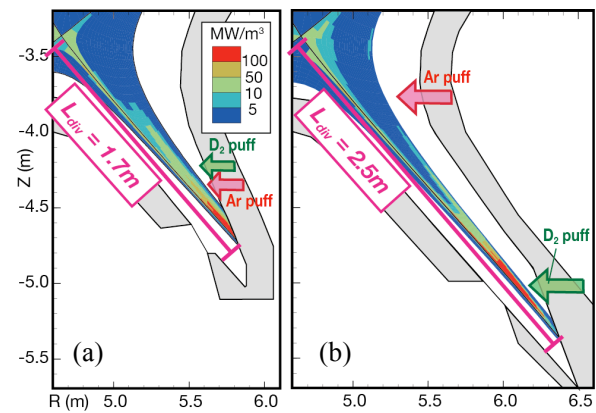 -3.5
-4.0
-4.5
-5.0
-5.5
Z (m)
MW/m³
100
50
10
5
L_div = 1.7m
D₂ puff
Ar puff
(a)
R (m)
5.0
5.5
6.0
Ar puff
L_div = 2.5m
D₂ puff
(b)
5.0
5.5
6.0
6.5